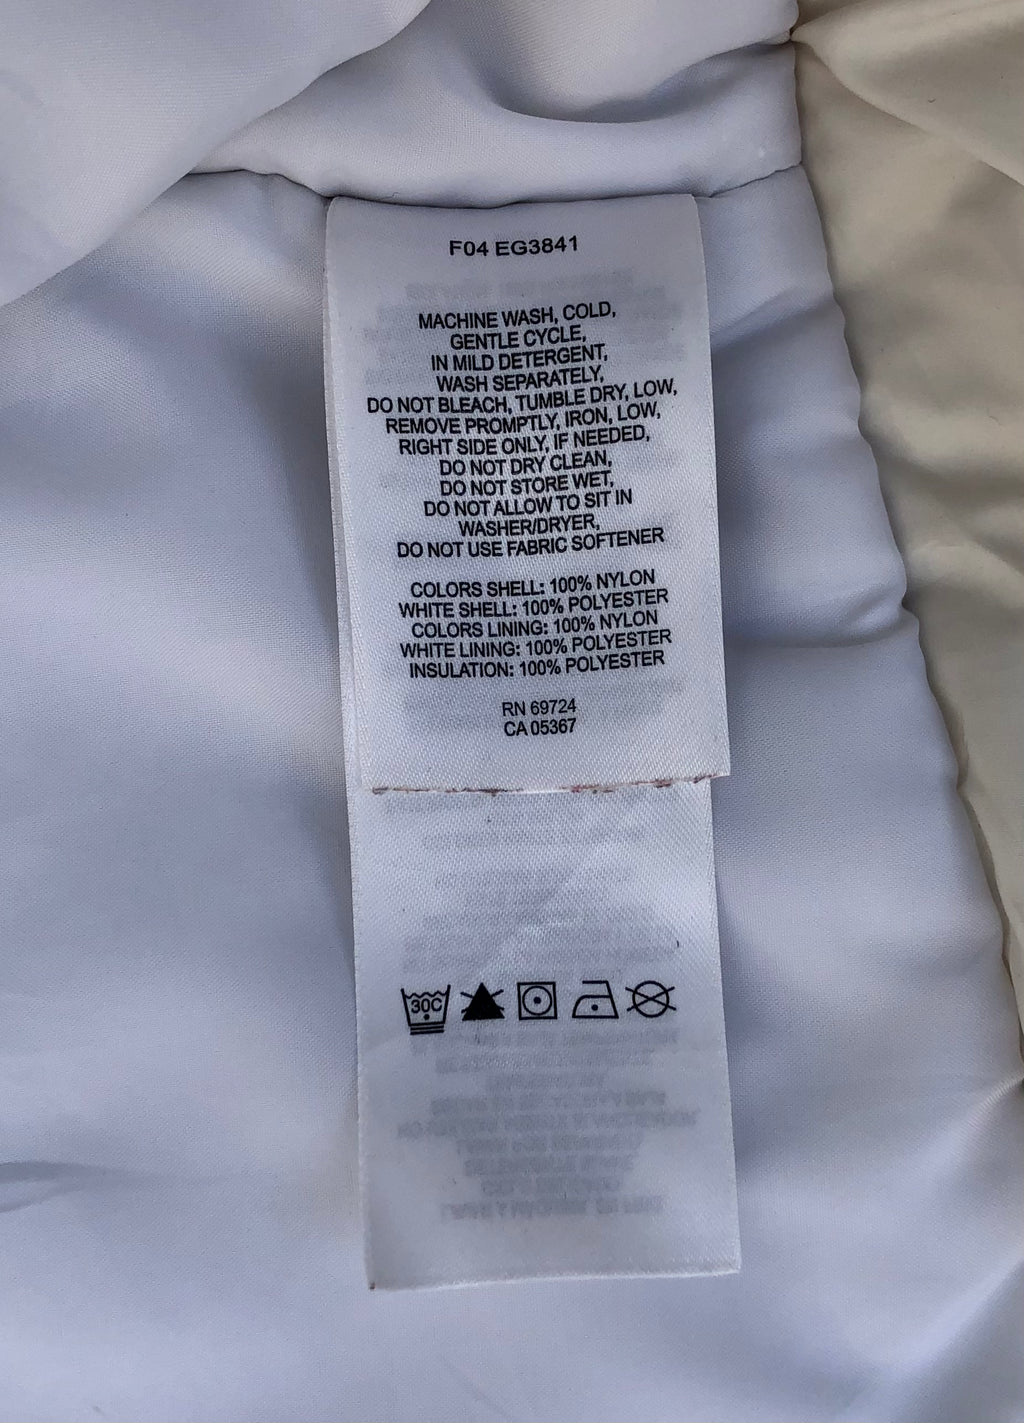 F04 EG3841
MACHINE WASH, COLD,
GENTLE CYCLE,
IN MILD DETERGENT,
WASH SEPARATELY,
DO NOT BLEACH, TUMBLE DRY, LOW,
REMOVE PROMPTLY, IRON, LOW,
RIGHT SIDE ONLY, IF NEEDED,
DO NOT DRY CLEAN,
DO NOT STORE WET,
DO NOT ALLOW TO SIT IN
WASHER/DRYER,
DO NOT USE FABRIC SOFTENER
COLORS SHELL: 100% NYLON
WHITE SHELL: 100% POLYESTER
COLORS LINING: 100% NYLON
WHITE LINING: 100% POLYESTER
INSULATION: 100% POLYESTER
RN 69724
CA 05367
30C